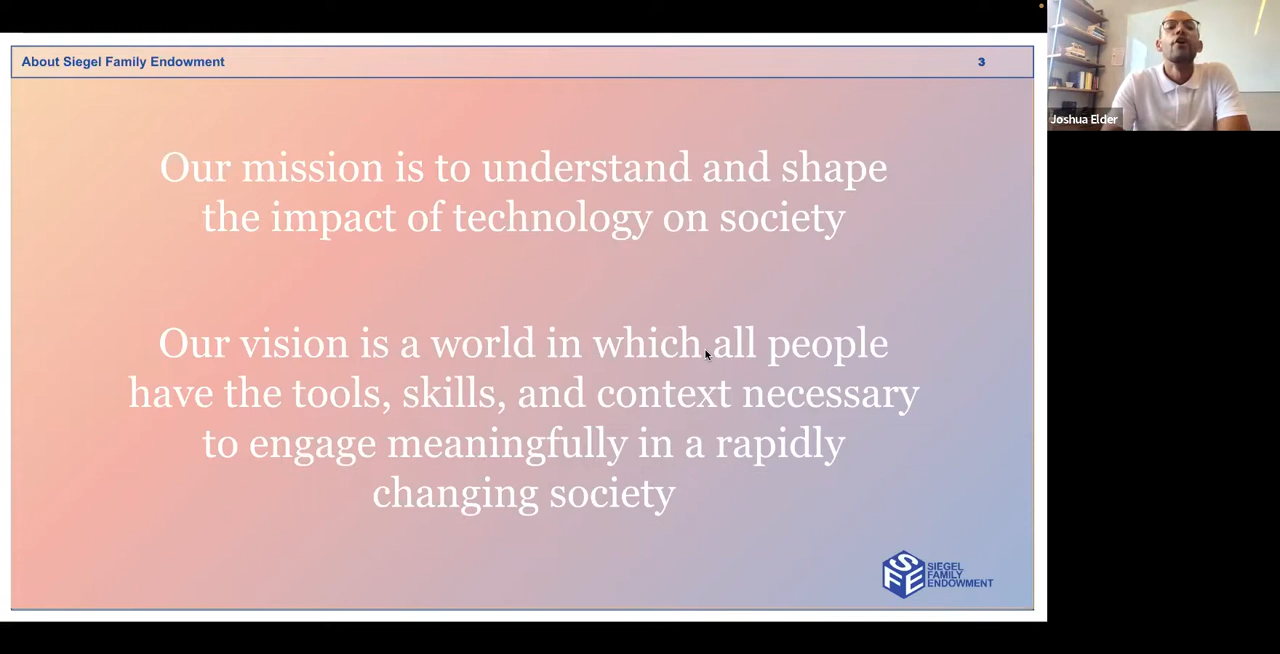 About Siegel Family Endowment
3
Our mission is to understand and shape
the impact of technology on society
Our vision is a world in which all people
have the tools, skills, and context necessary
to engage meaningfully in a rapidly
changing society
SFE
SIEGEL
FAMILY
ENDOWMENT
Joshua Elder